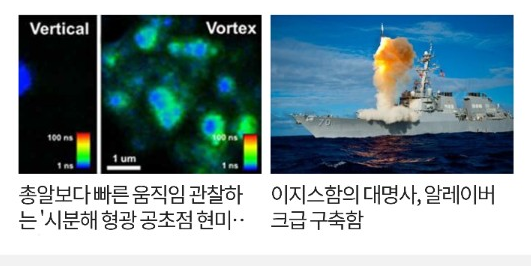 Vertical
Vortex
100 ns
1 ns
1 um
100 ns
1 ns
총알보다 빠른 움직임 관찰하
는 '시분해 형광 공초점 현미··
이지스함의 대명사, 알레이버
크급 구축함